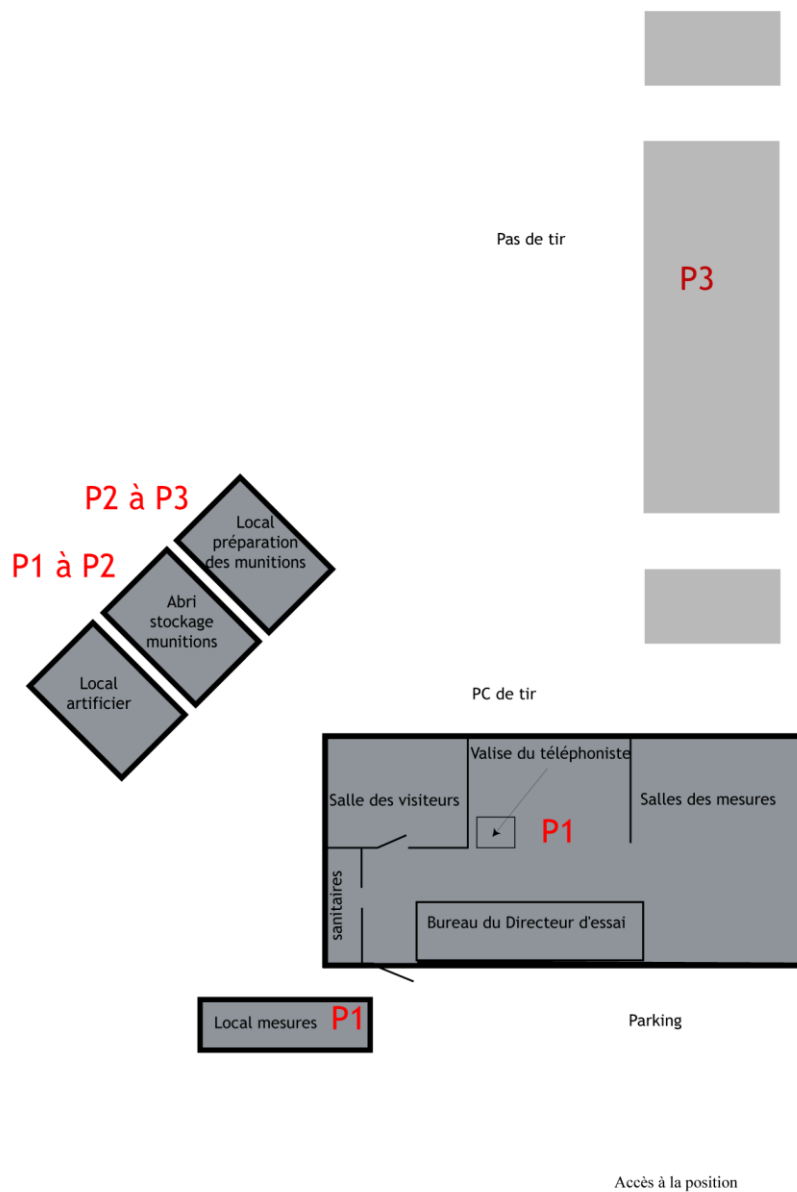 Pas de tir
P3
P2 à P3
Local
préparation
des munitions
P1 à P2
Abri
stockage
munitions
Local
artificier
PC de tir
Valise du téléphoniste
Salle des visiteurs
Salles des mesures
P1
sanitaires
Bureau du Directeur d'essai
Local mesures
P1
Parking
Accès à la position